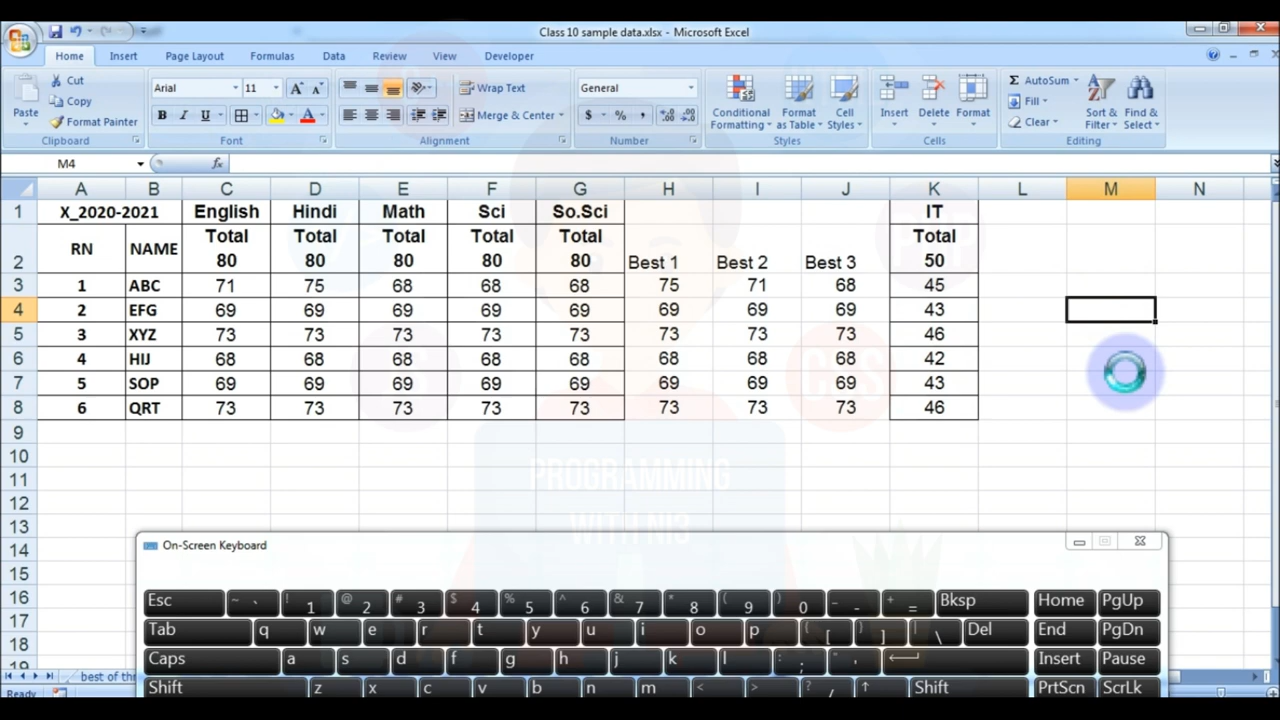 Class 10 sample data.xlsx - Microsoft Excel
Home Insert Page Layout Formulas Data Review View Developer
Cut
Copy
Format Painter
Paste
Clipboard
Arial 11
B I U
Font
Wrap Text
Merge & Center
Alignment
General
$ % ,
Number
Conditional Formatting
Format as Table
Cell Styles
Styles
Insert Delete Format
Cells
AutoSum
Fill
Clear
Sort & Filter
Find & Select
Editing
M4 fx
A B C D E F G H I J K L M N
1 X_2020-2021 English Hindi Math Sci So.Sci IT
2 RN NAME Total 80 Total 80 Total 80 Total 80 Total 80 Best 1 Best 2 Best 3 Total 50
3 1 ABC 71 75 68 68 68 75 71 68 45
4 2 EFG 69 69 69 69 69 69 69 69 43
5 3 XYZ 73 73 73 73 73 73 73 73 46
6 4 HIJ 68 68 68 68 68 68 68 68 42
7 5 SOP 69 69 69 69 69 69 69 69 43
8 6 QRT 73 73 73 73 73 73 73 73 46
9
10
11
12
13
14
15
16
17
18
19
PROGRAMMING
WITH NI3
On-Screen Keyboard
Esc ~ ` ! 1 @ 2 # 3 $ 4 % 5 ^ 6 & 7 * 8 ( 9 ) 0 _ - + = Bksp Home PgUp
Tab q w e r t y u i o p { [ } ] | \ Del End PgDn
Caps a s d f g h j k l : ; " ' Insert Pause
Shift z x c v b n m < > ? / Shift PrtScn ScrLk
best of thr
Ready